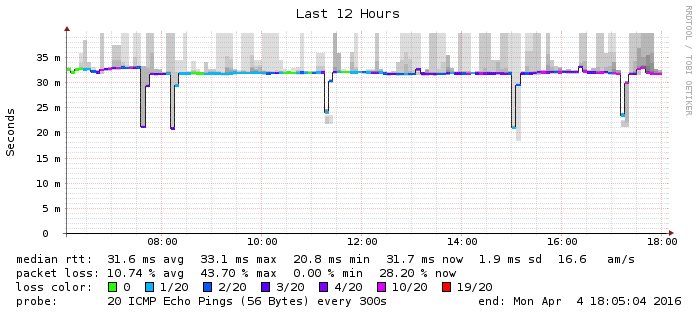 Last 12 Hours
RRDTOOL / TOBI OETIKER
Seconds
35 m
30 m
25 m
20 m
15 m
10 m
5 m
0
08:00 10:00 12:00 14:00 16:00 18:00
median rtt: 31.6 ms avg 33.1 ms max 20.8 ms min 31.7 ms now 1.9 ms sd 16.6 am/s
packet loss: 10.74 % avg 43.70 % max 0.00 % min 28.20 % now
loss color: 0 1/20 2/20 3/20 4/20 10/20 19/20
probe: 20 ICMP Echo Pings (56 Bytes) every 300s end: Mon Apr 4 18:05:04 2016